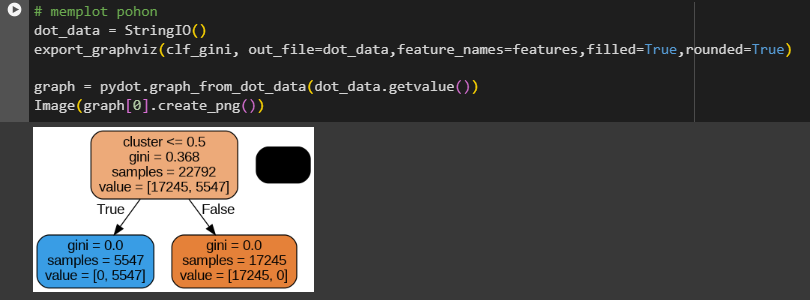 # memplot pohon
dot_data = StringIO()
export_graphviz(clf_gini, out_file=dot_data,feature_names=features,filled=True,rounded=True)
graph = pydot.graph_from_dot_data(dot_data.getvalue())
Image(graph[0].create_png())
cluster <= 0.5
gini = 0.368
samples = 22792
value = [17245, 5547]
True
False
gini = 0.0
samples = 5547
value = [0, 5547]
gini = 0.0
samples = 17245
value = [17245, 0]